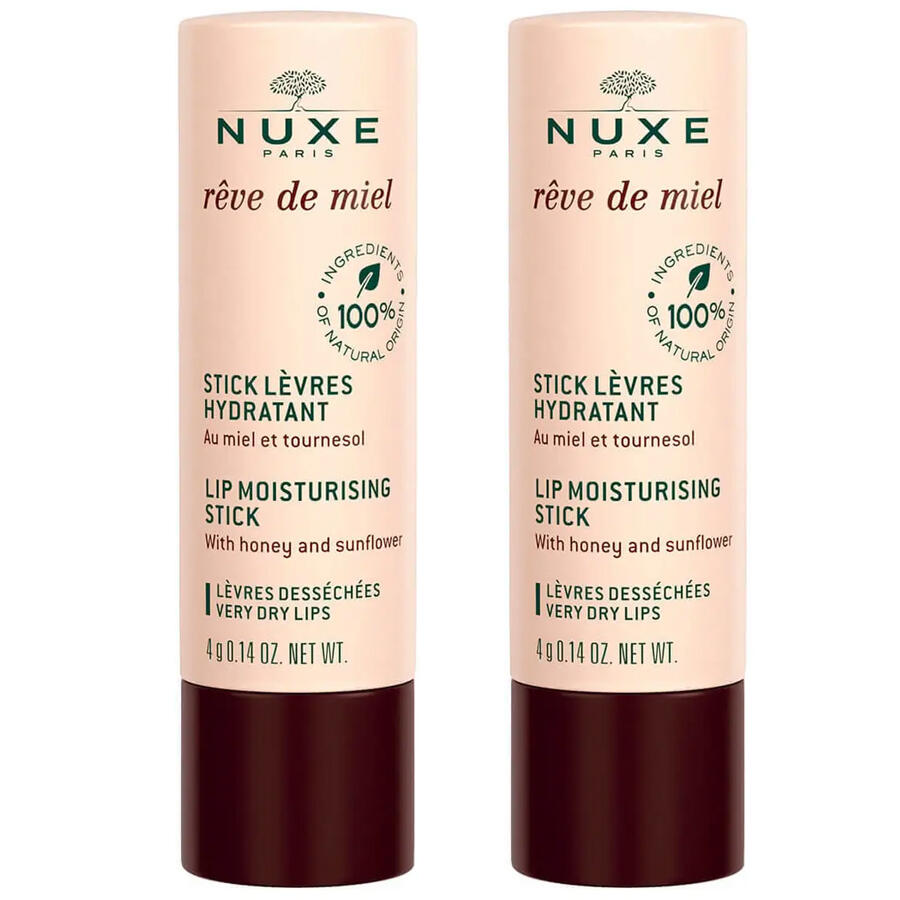 NUXE
PARIS
rêve de miel
INGREDIENTS
100%
OF NATURAL ORIGIN
STICK LÈVRES
HYDRATANT
Au miel et tournesol
LIP MOISTURISING
STICK
With honey and sunflower
LÈVRES DESSÉCHÉES
VERY DRY LIPS
4 g 0.14 OZ. NET WT.
NUXE
PARIS
rêve de miel
INGREDIENTS
100%
OF NATURAL ORIGIN
STICK LÈVRES
HYDRATANT
Au miel et tournesol
LIP MOISTURISING
STICK
With honey and sunflower
LÈVRES DESSÉCHÉES
VERY DRY LIPS
4 g 0.14 OZ. NET WT.